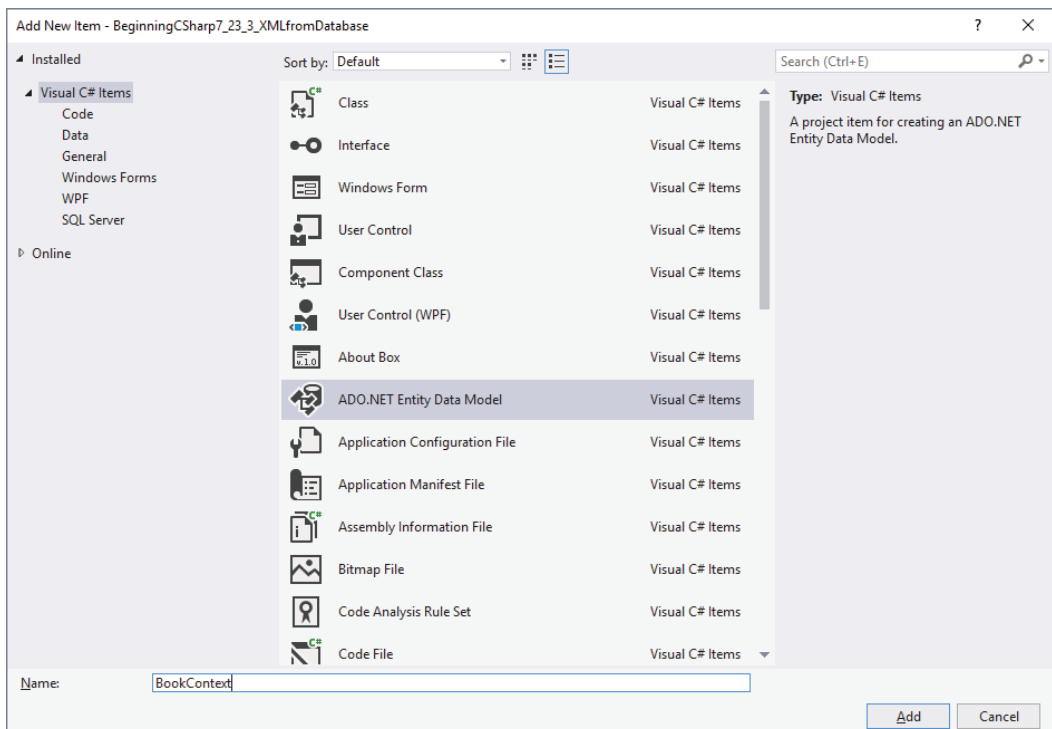 Add New Item - BeginningCSharp7_23_3_XMLfromDatabase ? ×
Installed
Visual C# Items
Code
Data
General
Windows Forms
WPF
SQL Server
Online
Sort by: Default
Class Visual C# Items
Interface Visual C# Items
Windows Form Visual C# Items
User Control Visual C# Items
Component Class Visual C# Items
User Control (WPF) Visual C# Items
About Box Visual C# Items
ADO.NET Entity Data Model Visual C# Items
Application Configuration File Visual C# Items
Application Manifest File Visual C# Items
Assembly Information File Visual C# Items
Bitmap File Visual C# Items
Code Analysis Rule Set Visual C# Items
Code File Visual C# Items
Search (Ctrl+E)
Type: Visual C# Items
A project item for creating an ADO.NET
Entity Data Model.
Name: BookContext
Add Cancel